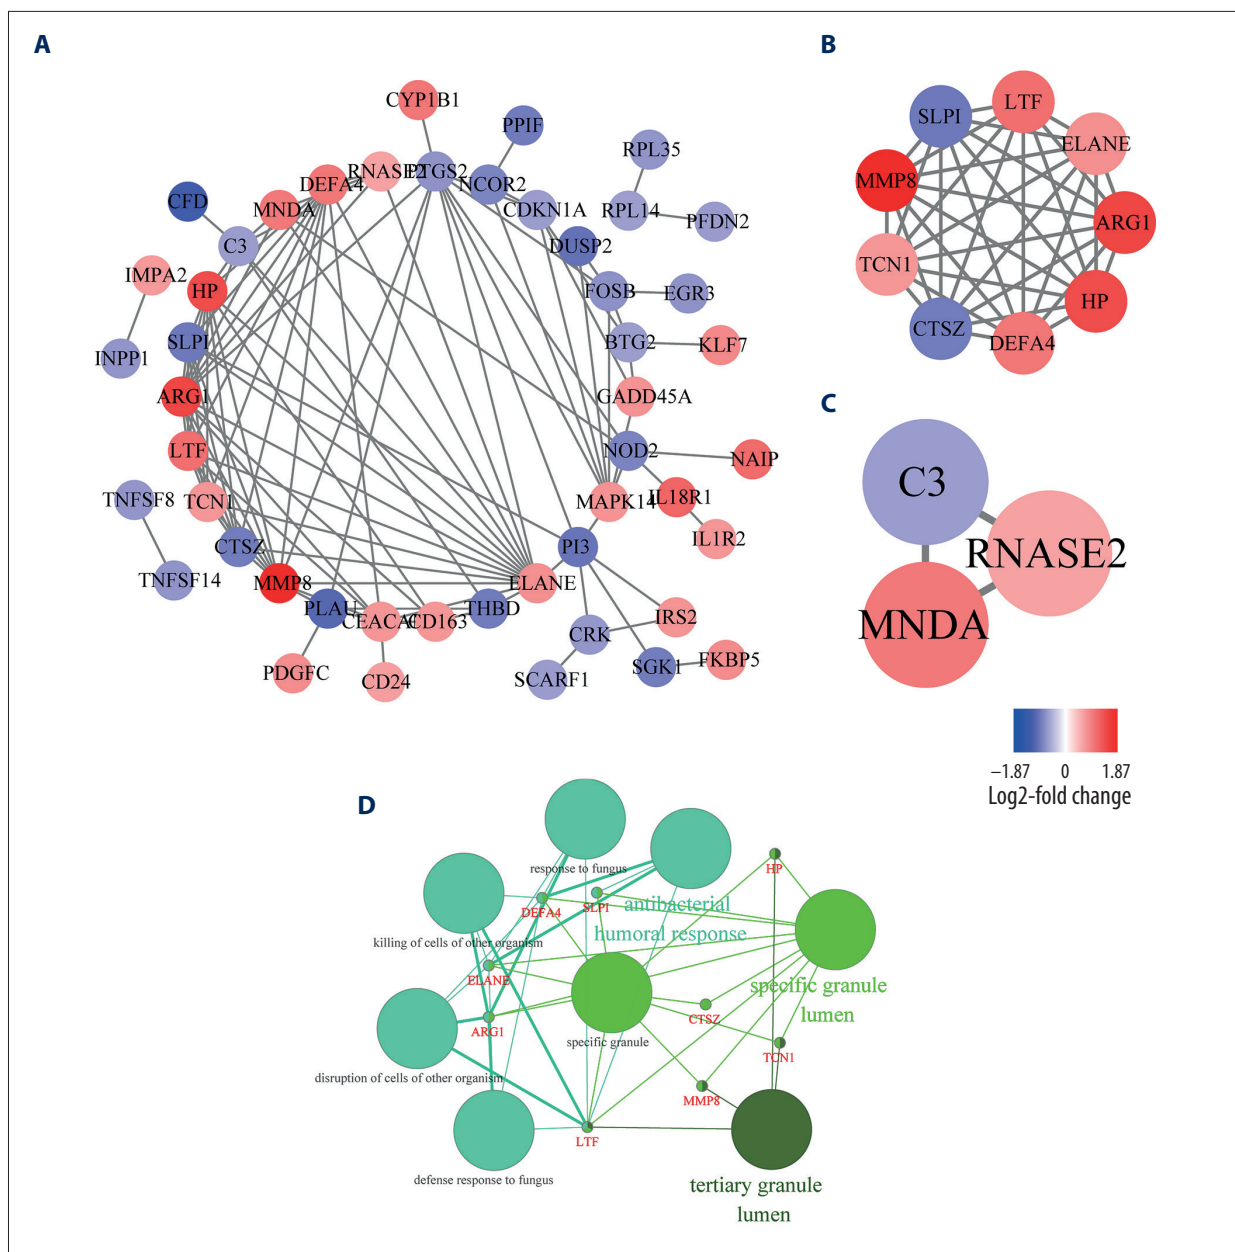 A
B
CYP1B1
PPIF
RPL35
RNASE2
PTGS2
NCOR2
DEFA4
CFD
MNDA
CDKN1A
RPL14
PFDN2
C3
DUSP2
IMPA2
HP
FOSB
EGR3
SLPI
INPP1
BTG2
KLF7
ARG1
GADD45A
LTF
NOD2
NAIP
TNFSF8
TCN1
MAPK14
IL18R1
IL1R2
CTSZ
PI3
TNFSF14
MMP8
ELANE
PLAU
CEACA
CD163
THBD
IRS2
CRK
PDGFC
CD24
SCARF1
SGK1
FKBP5
LTF
SLPI
ELANE
MMP8
ARG1
TCN1
HP
CTSZ
DEFA4
C
C3
RNASE2
MNDA
−1.87 0 1.87
Log2-fold change
D
response to fungus
HP
DEFA4
SLPI
antibacterial
humoral response
killing of cells of other organism
ELANE
specific granule
lumen
CTSZ
ARG1
specific granule
TCN1
disruption of cells of other organism
MMP8
LTF
defense response to fungus
tertiary granule
lumen